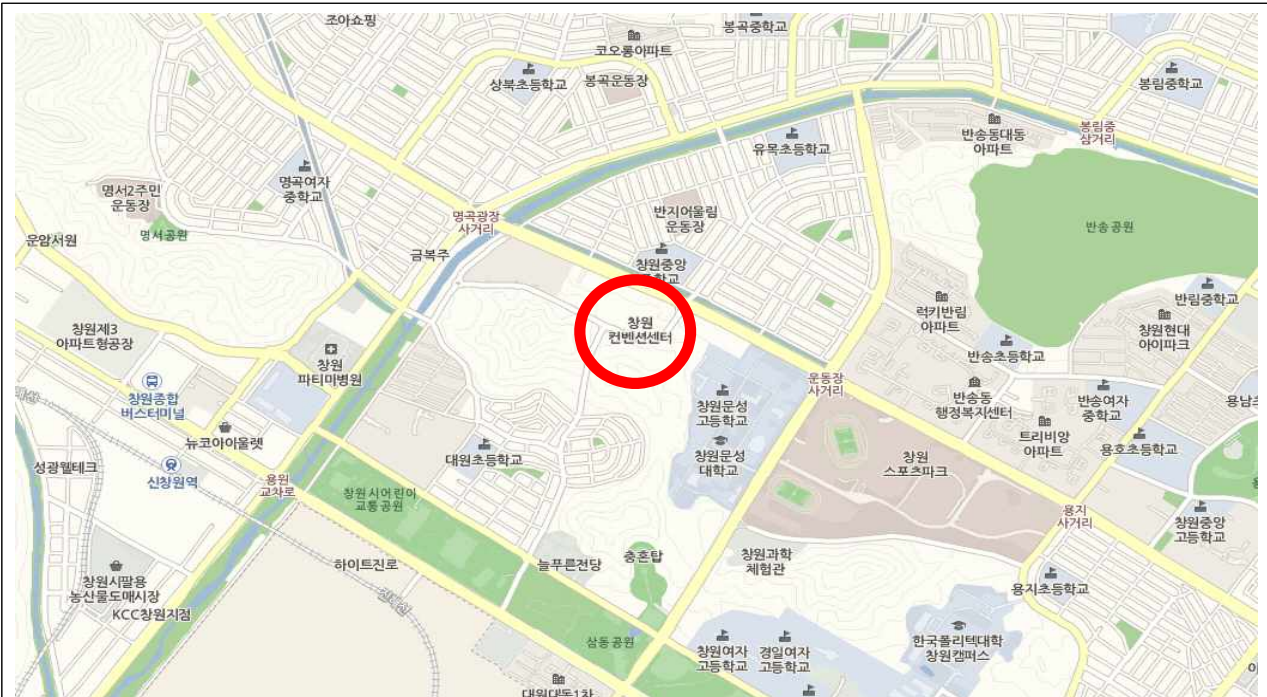 조아쇼핑
봉곡중학교
코오롱아파트
상북초등학교
봉곡운동장
봉림중학교
반송동대동
아파트
봉림중
삼거리
유목초등학교
명곡여자
중학교
명서2주민
운동장
명서공원
운암서원
명곡광장
사거리
반지어울림
운동장
반송공원
금복주
창원중앙
중학교
창원
컨벤션센터
럭키반림
아파트
반림중학교
창원현대
아이파크
창원제3
아파트형공장
창원
파티마병원
반송초등학교
운동장
사거리
창원종합
버스터미널
창원문성
고등학교
반송동
행정복지센터
반송여자
중학교
뉴코아아울렛
트리비앙
아파트
용호초등학교
성광웰테크
신창원역
대원초등학교
창원문성
대학교
창원
스포츠파크
용원
교차로
창원시어린이
교통공원
용지
사거리
창원중앙
고등학교
하이트진로
늘푸른전당
충혼탑
창원과학
체험관
창원시팔용
농산물도매시장
KCC창원지점
용지초등학교
삼동공원
창원여자
고등학교
경일여자
고등학교
한국폴리텍대학
창원캠퍼스
대원대동1차